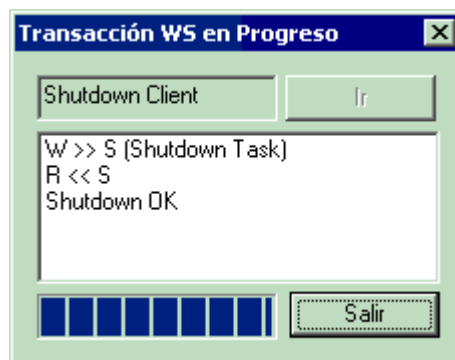 Transacción WS en Progreso
Shutdown Client
Ir
W >> S (Shutdown Task)
R << S
Shutdown OK
Salir